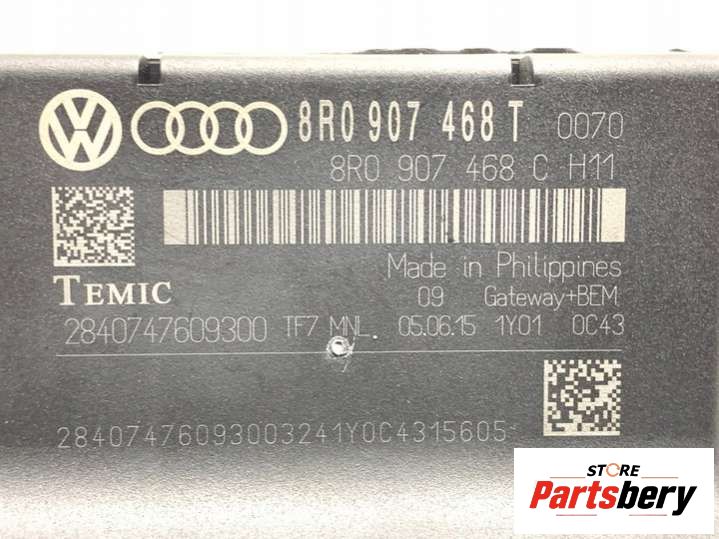 8R0 907 468 T 0070
8R0 907 468 C H11
Made in Philippines
TEMIC
09 Gateway+BEM
2840747609300 TF7 MNL. 05.06.15 1Y01 0C43
28407476093003241Y0C4315605
STORE
Partsbery